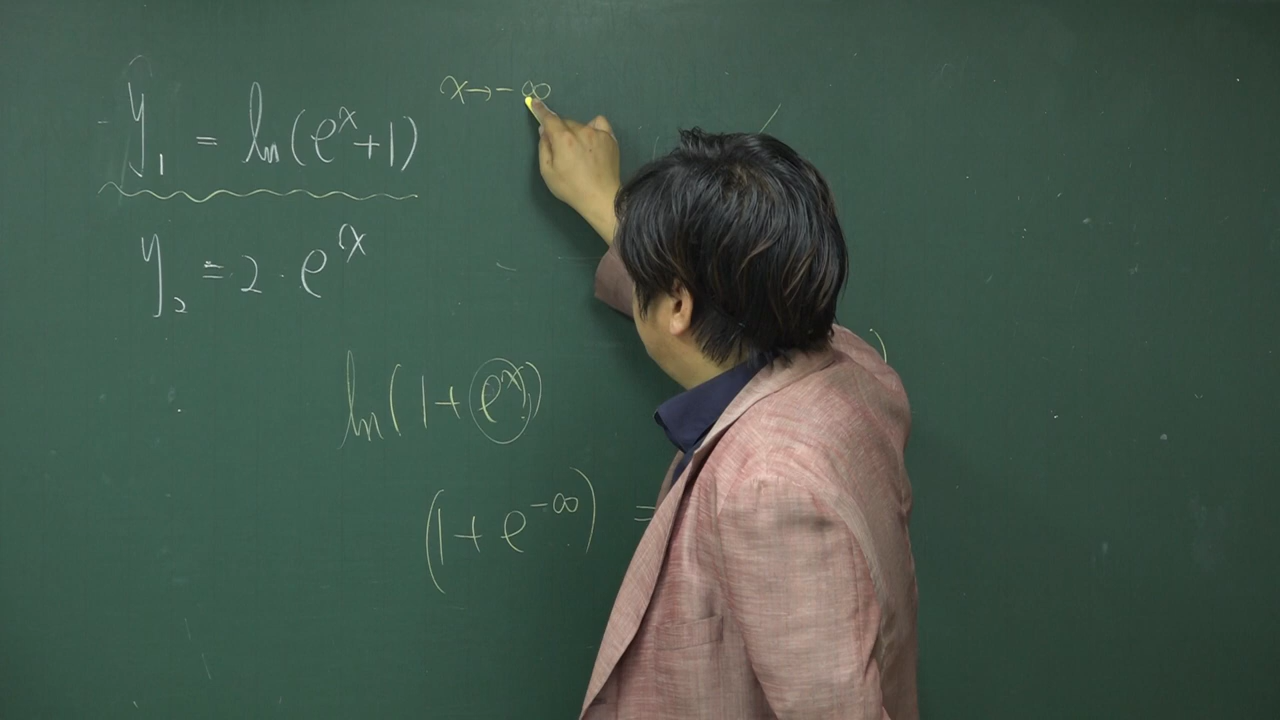 x→-∞
y₁ = ln(eˣ+1)
y₂ = 2·eˣ
ln(1+eˣ)
(1+e^{-∞}) =